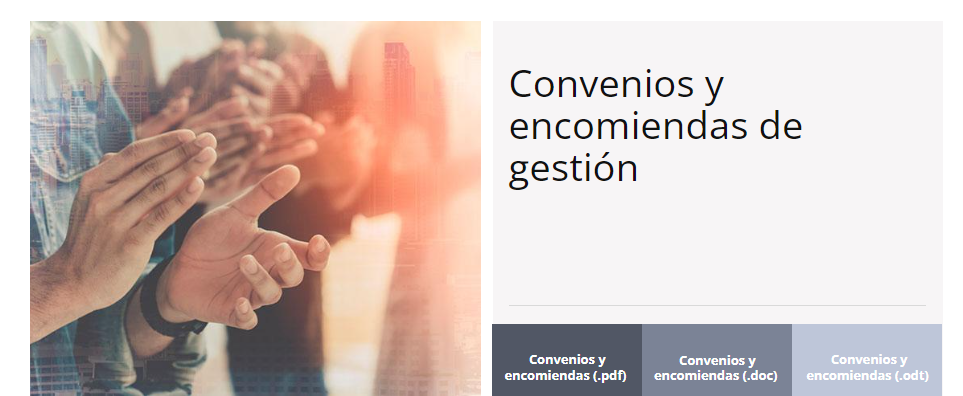 Convenios y
encomiendas de
gestión
Convenios y
encomiendas (.pdf)
Convenios y
encomiendas (.doc)
Convenios y
encomiendas (.odt)